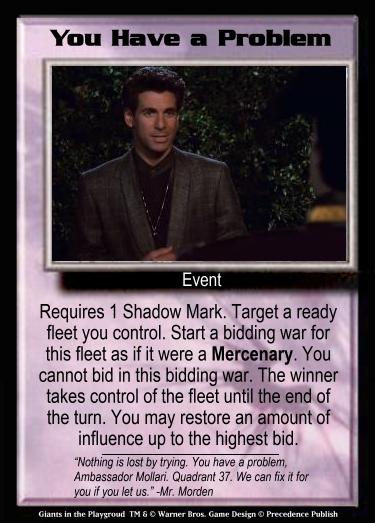 You Have a Problem
Event
Requires 1 Shadow Mark. Target a ready
fleet you control. Start a bidding war for
this fleet as if it were a Mercenary. You
cannot bid in this bidding war. The winner
takes control of the fleet until the end of
the turn. You may restore an amount of
influence up to the highest bid.
“Nothing is lost by trying. You have a problem,
Ambassador Mollari. Quadrant 37. We can fix it for
you if you let us.” -Mr. Morden
Giants in the Playgroud TM & © Warner Bros. Game Design © Precedence Publish